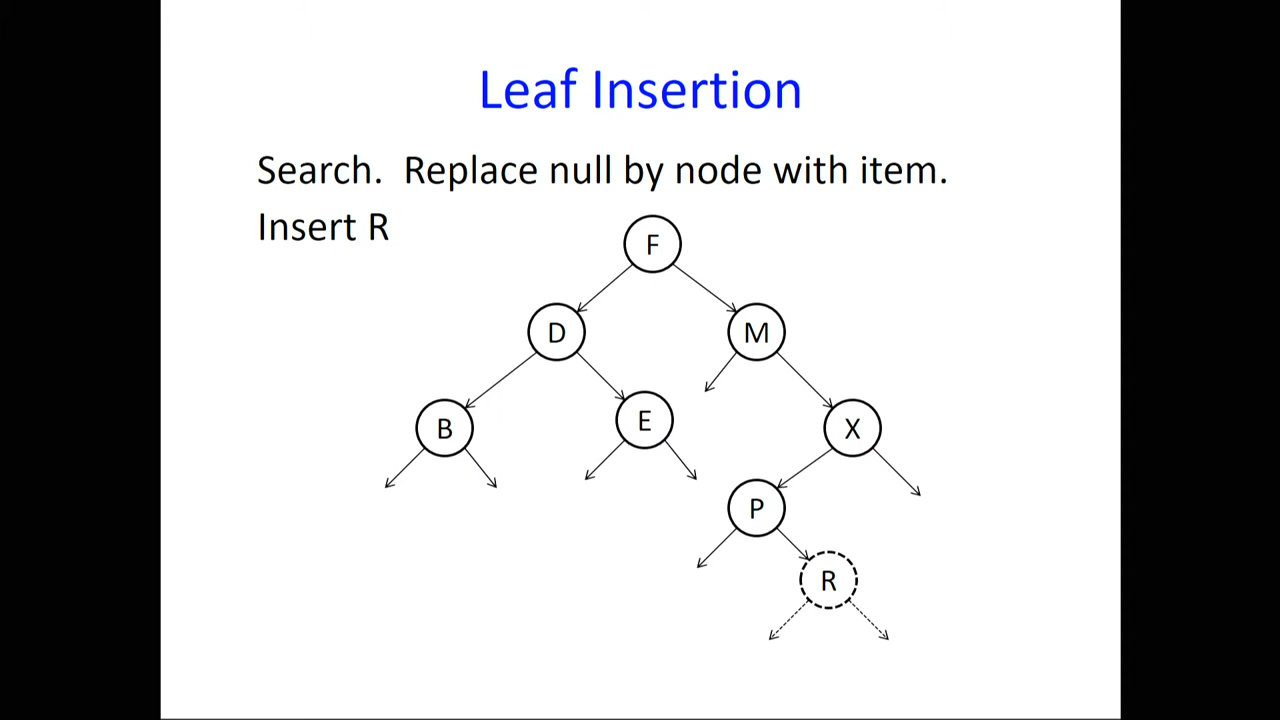 Leaf Insertion
Search. Replace null by node with item.
Insert R
F
D
M
B
E
X
P
R